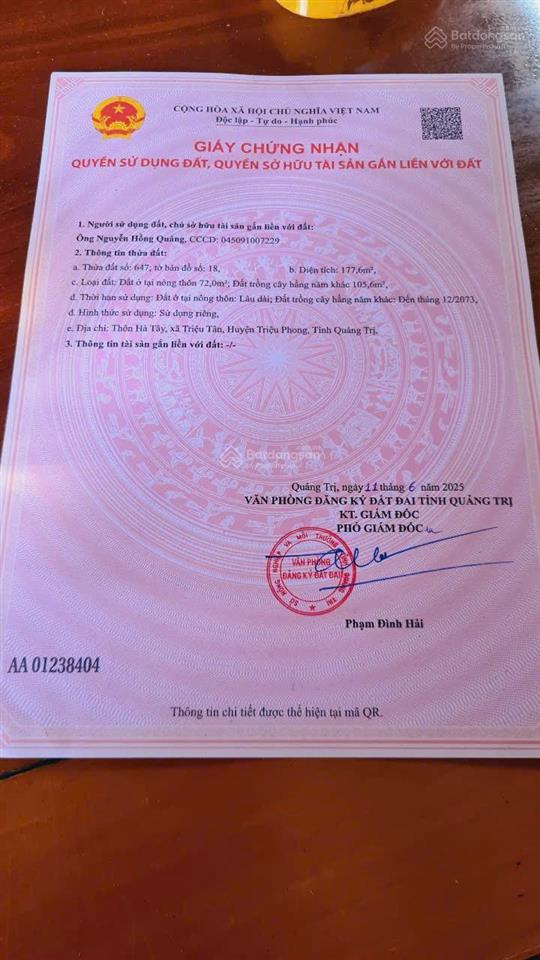 Batdongsan
by PropertyGuru
CỘNG HÒA XÃ HỘI CHỦ NGHĨA VIỆT NAM
Độc lập - Tự do - Hạnh phúc
GIẤY CHỨNG NHẬN
QUYỀN SỬ DỤNG ĐẤT, QUYỀN SỞ HỮU TÀI SẢN GẮN LIỀN VỚI ĐẤT
1. Người sử dụng đất, chủ sở hữu tài sản gắn liền với đất:
Ông Nguyễn Hồng Quảng, CCCD: 045091007229
2. Thông tin thửa đất:
a. Thửa đất số: 647; tờ bản đồ số: 18, b. Diện tích: 177,6m²,
c. Loại đất: Đất ở tại nông thôn 72,0m²; Đất trồng cây hằng năm khác 105,6m²,
d. Thời hạn sử dụng: Đất ở tại nông thôn: Lâu dài; Đất trồng cây hằng năm khác: Đến tháng 12/2073,
đ. Hình thức sử dụng: Sử dụng riêng,
e. Địa chỉ: Thôn Hà Tây, xã Triệu Tân, Huyện Triệu Phong, Tỉnh Quảng Trị,
3. Thông tin tài sản gắn liền với đất: -/-
Batdongsan
by PropertyGuru
Quảng Trị, ngày 11 tháng 6 năm 2025
VĂN PHÒNG ĐĂNG KÝ ĐẤT ĐAI TỈNH QUẢNG TRỊ
KT. GIÁM ĐỐC
PHÓ GIÁM ĐỐC
VĂN PHÒNG
ĐĂNG KÝ ĐẤT ĐAI
Phạm Đình Hải
AA 01238404
Thông tin chi tiết được thể hiện tại mã QR.